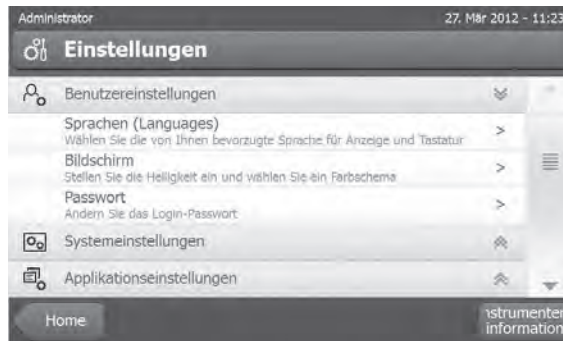 Administrator
27. Mär 2012 - 11:23
Einstellungen
Benutzereinstellungen
Sprachen (Languages)
Wählen Sie die von Ihnen bevorzugte Sprache für Anzeige und Tastatur
Bildschirm
Stellen Sie die Helligkeit ein und wählen Sie ein Farbschema
Passwort
Ändern Sie das Login-Passwort
Systemeinstellungen
Applikationseinstellungen
Home
nstrumenten
information